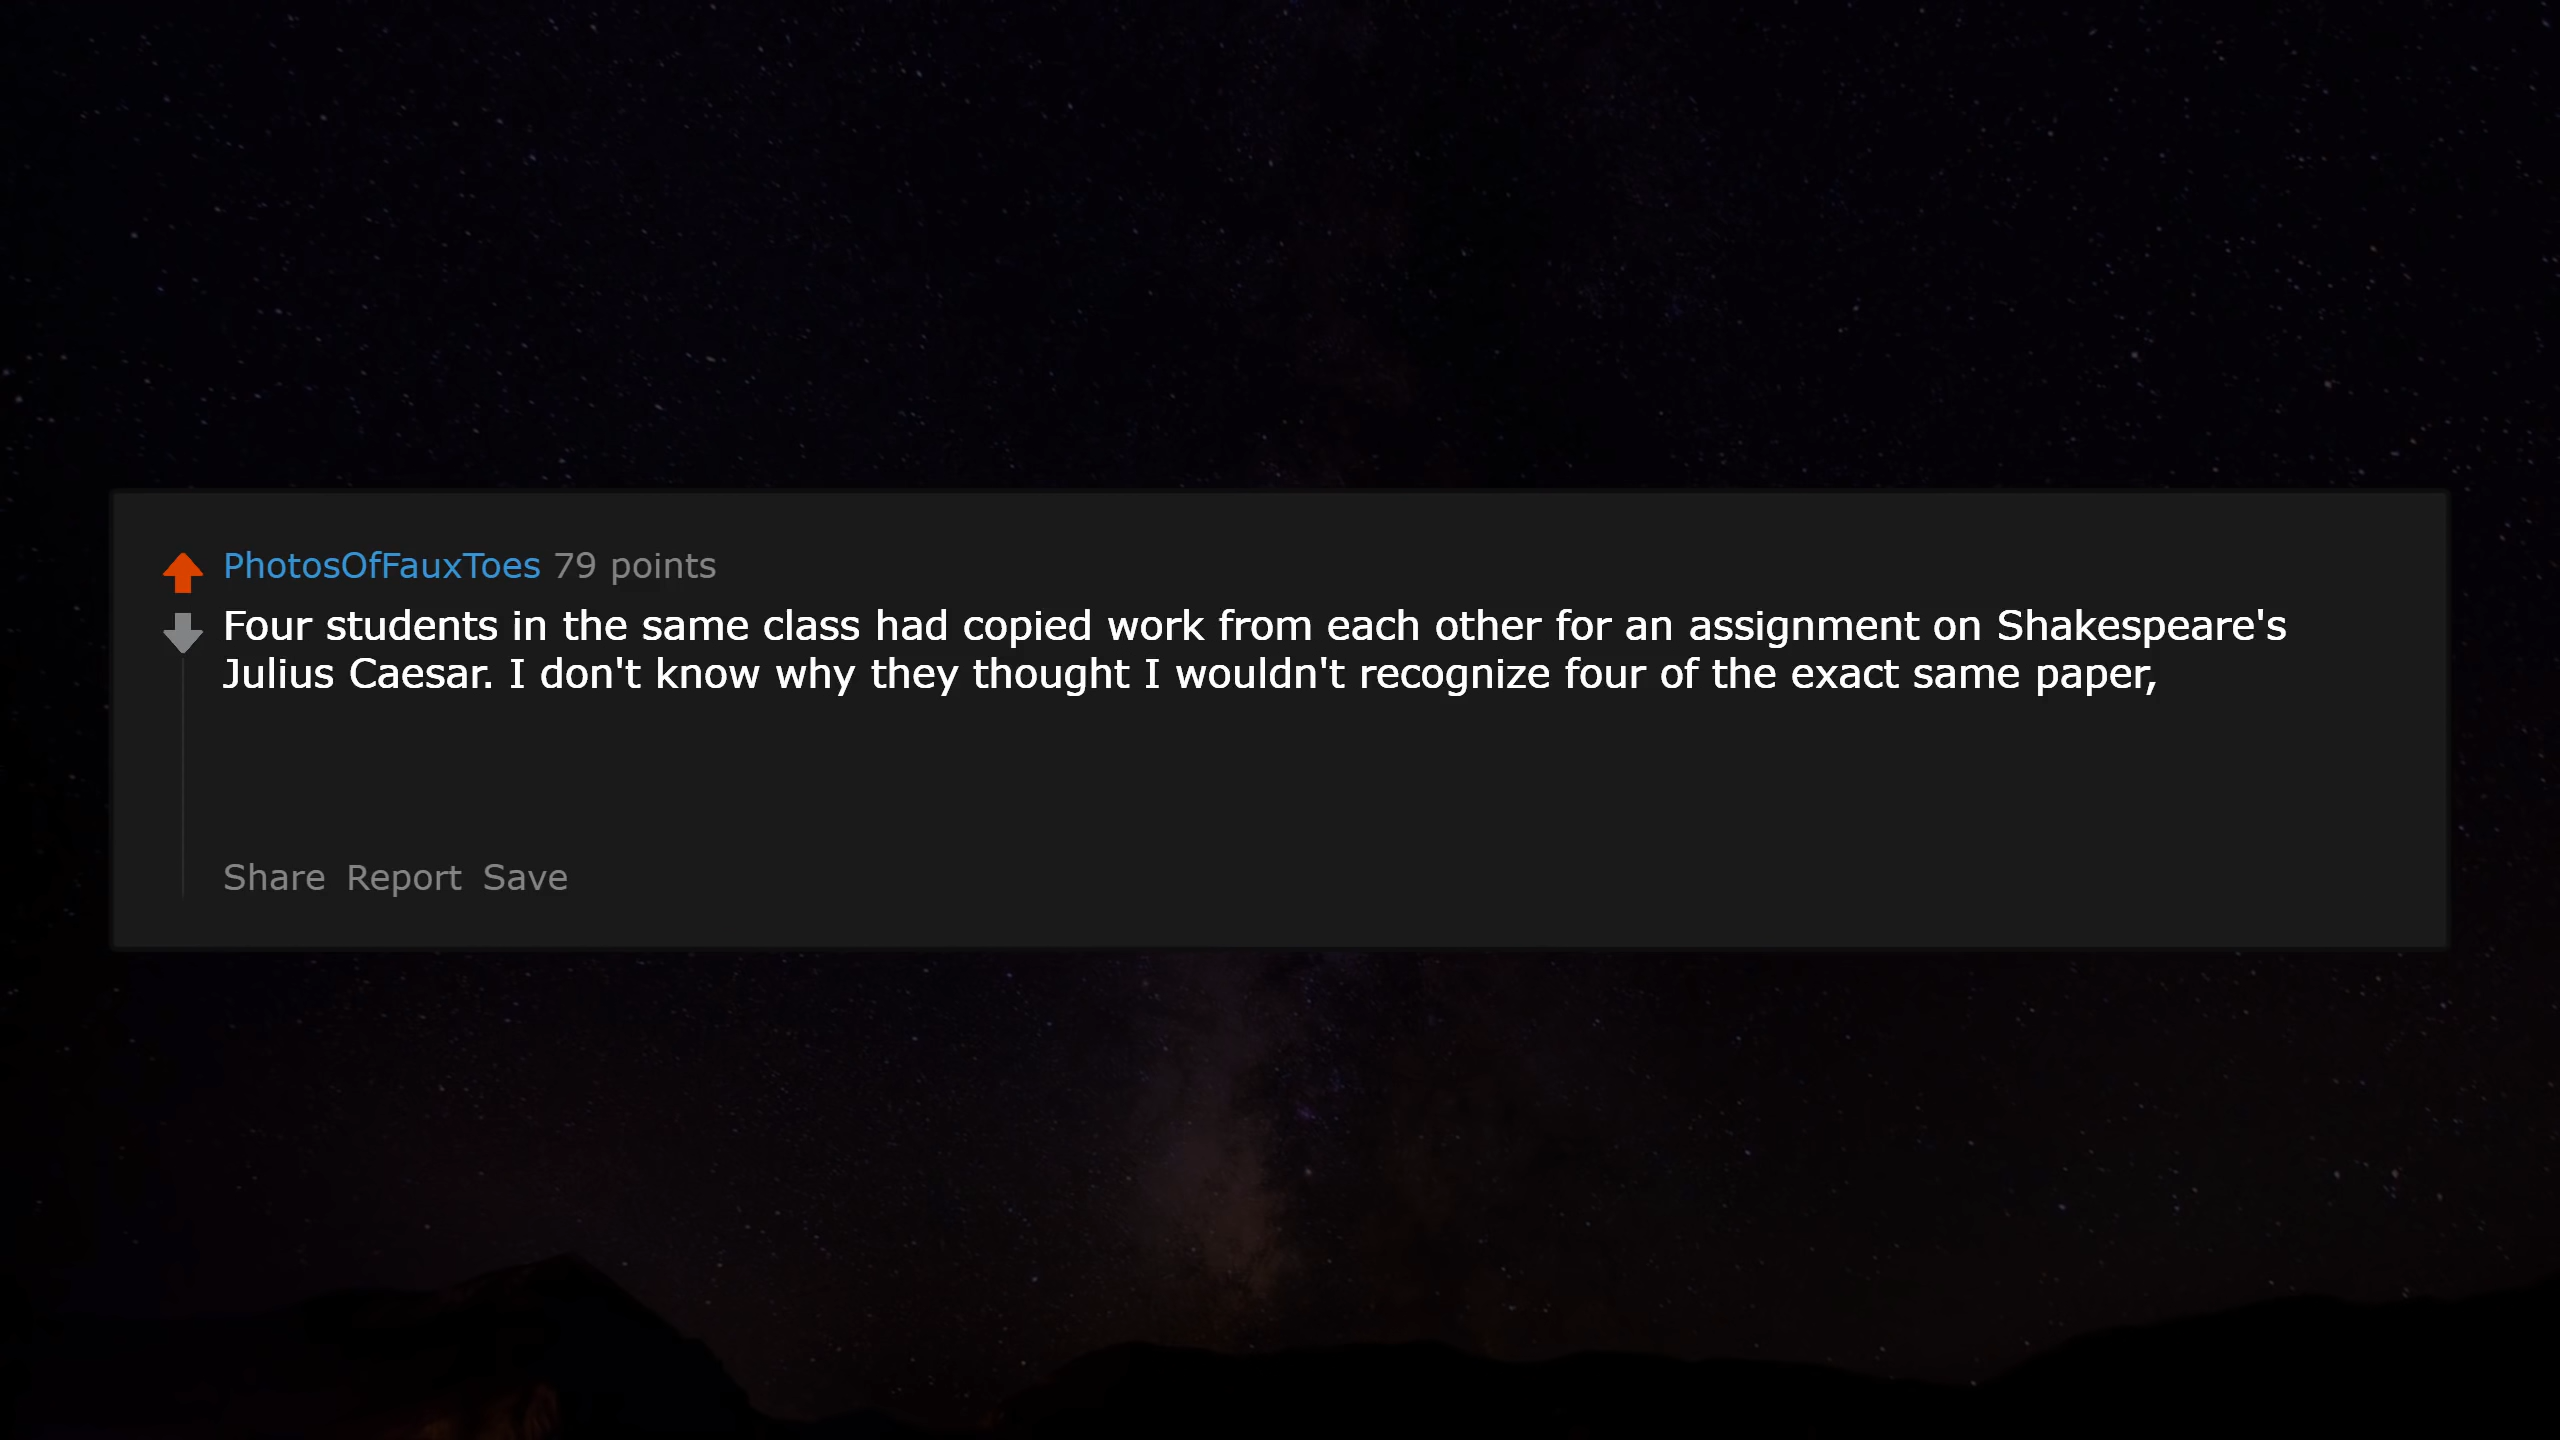 PhotosOfFauxToes 79 points
Four students in the same class had copied work from each other for an assignment on Shakespeare's
Julius Caesar. I don't know why they thought I wouldn't recognize four of the exact same paper,
Share Report Save